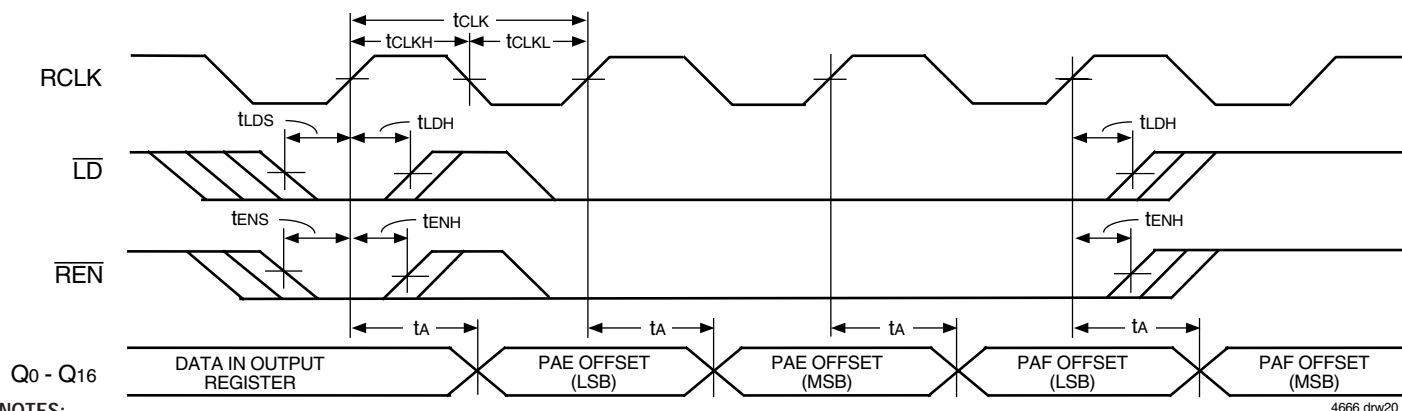 tCLK
tCLKH
tCLKL
RCLK
tLDS
tLDH
tLDH
LD
tENS
tENH
tENH
REN
tA
tA
tA
tA
Q0 - Q16
DATA IN OUTPUT
REGISTER
PAE OFFSET
(LSB)
PAE OFFSET
(MSB)
PAF OFFSET
(LSB)
PAF OFFSET
(MSB)
NOTES:
4666 drw20